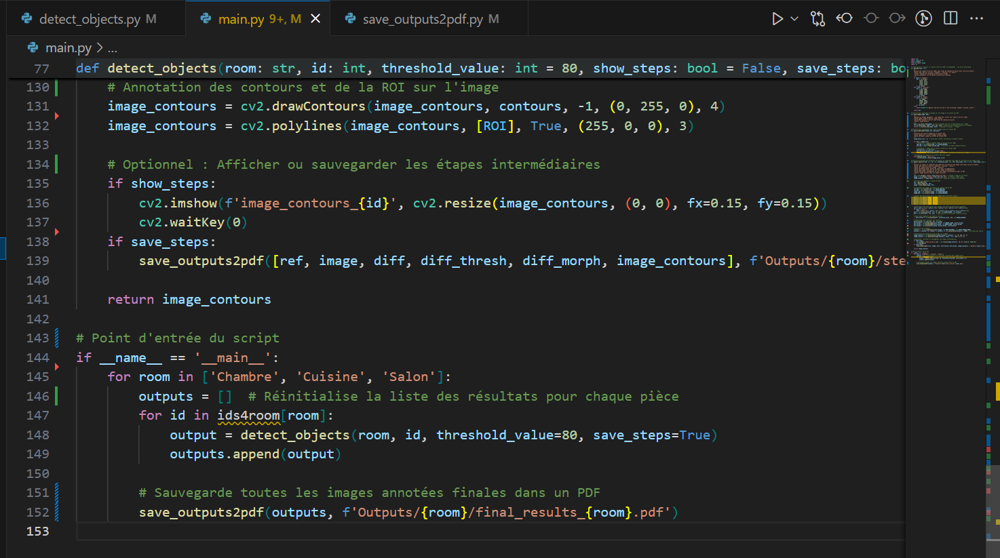 detect_objects.py M
main.py 9+, M
save_outputs2pdf.py M
main.py > ...
77 def detect_objects(room: str, id: int, threshold_value: int = 80, show_steps: bool = False, save_steps: bo
130 # Annotation des contours et de la ROI sur l'image
131 image_contours = cv2.drawContours(image_contours, contours, -1, (0, 255, 0), 4)
132 image_contours = cv2.polylines(image_contours, [ROI], True, (255, 0, 0), 3)
133
134 # Optionnel : Afficher ou sauvegarder les étapes intermédiaires
135 if show_steps:
136 cv2.imshow(f'image_contours_{id}', cv2.resize(image_contours, (0, 0), fx=0.15, fy=0.15))
137 cv2.waitKey(0)
138 if save_steps:
139 save_outputs2pdf([ref, image, diff, diff_thresh, diff_morph, image_contours], f'Outputs/{room}/ste
140
141 return image_contours
142
143 # Point d'entrée du script
144 if __name__ == '__main__':
145 for room in ['Chambre', 'Cuisine', 'Salon']:
146 outputs = [] # Réinitialise la liste des résultats pour chaque pièce
147 for id in ids4room[room]:
148 output = detect_objects(room, id, threshold_value=80, save_steps=True)
149 outputs.append(output)
150
151 # Sauvegarde toutes les images annotées finales dans un PDF
152 save_outputs2pdf(outputs, f'Outputs/{room}/final_results_{room}.pdf')
153